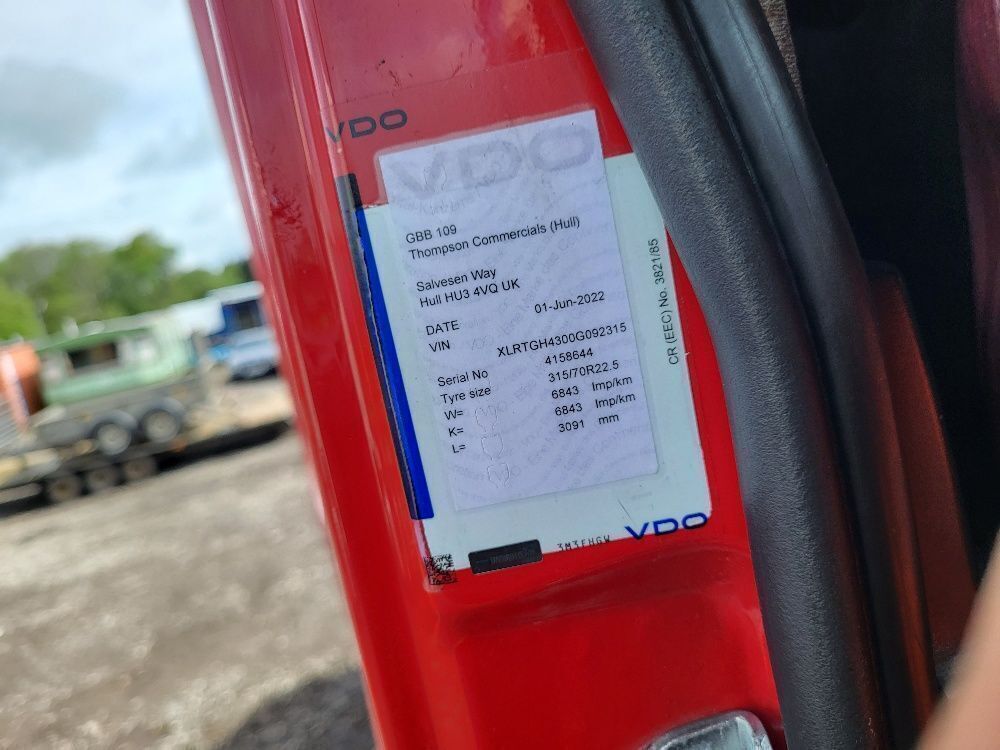 VDO
VDO
GBB 109
Thompson Commercials (Hull)
Salvesen Way
Hull HU3 4VQ UK
DATE 01-Jun-2022
VIN XLRTGH4300G092315
Serial No 4158644
Tyre size 315/70R22.5
W= 6843 Imp/km
K= 6843 Imp/km
L= 3091 mm
CR (EEC) No. 3821/85
3M3FHGW
VDO